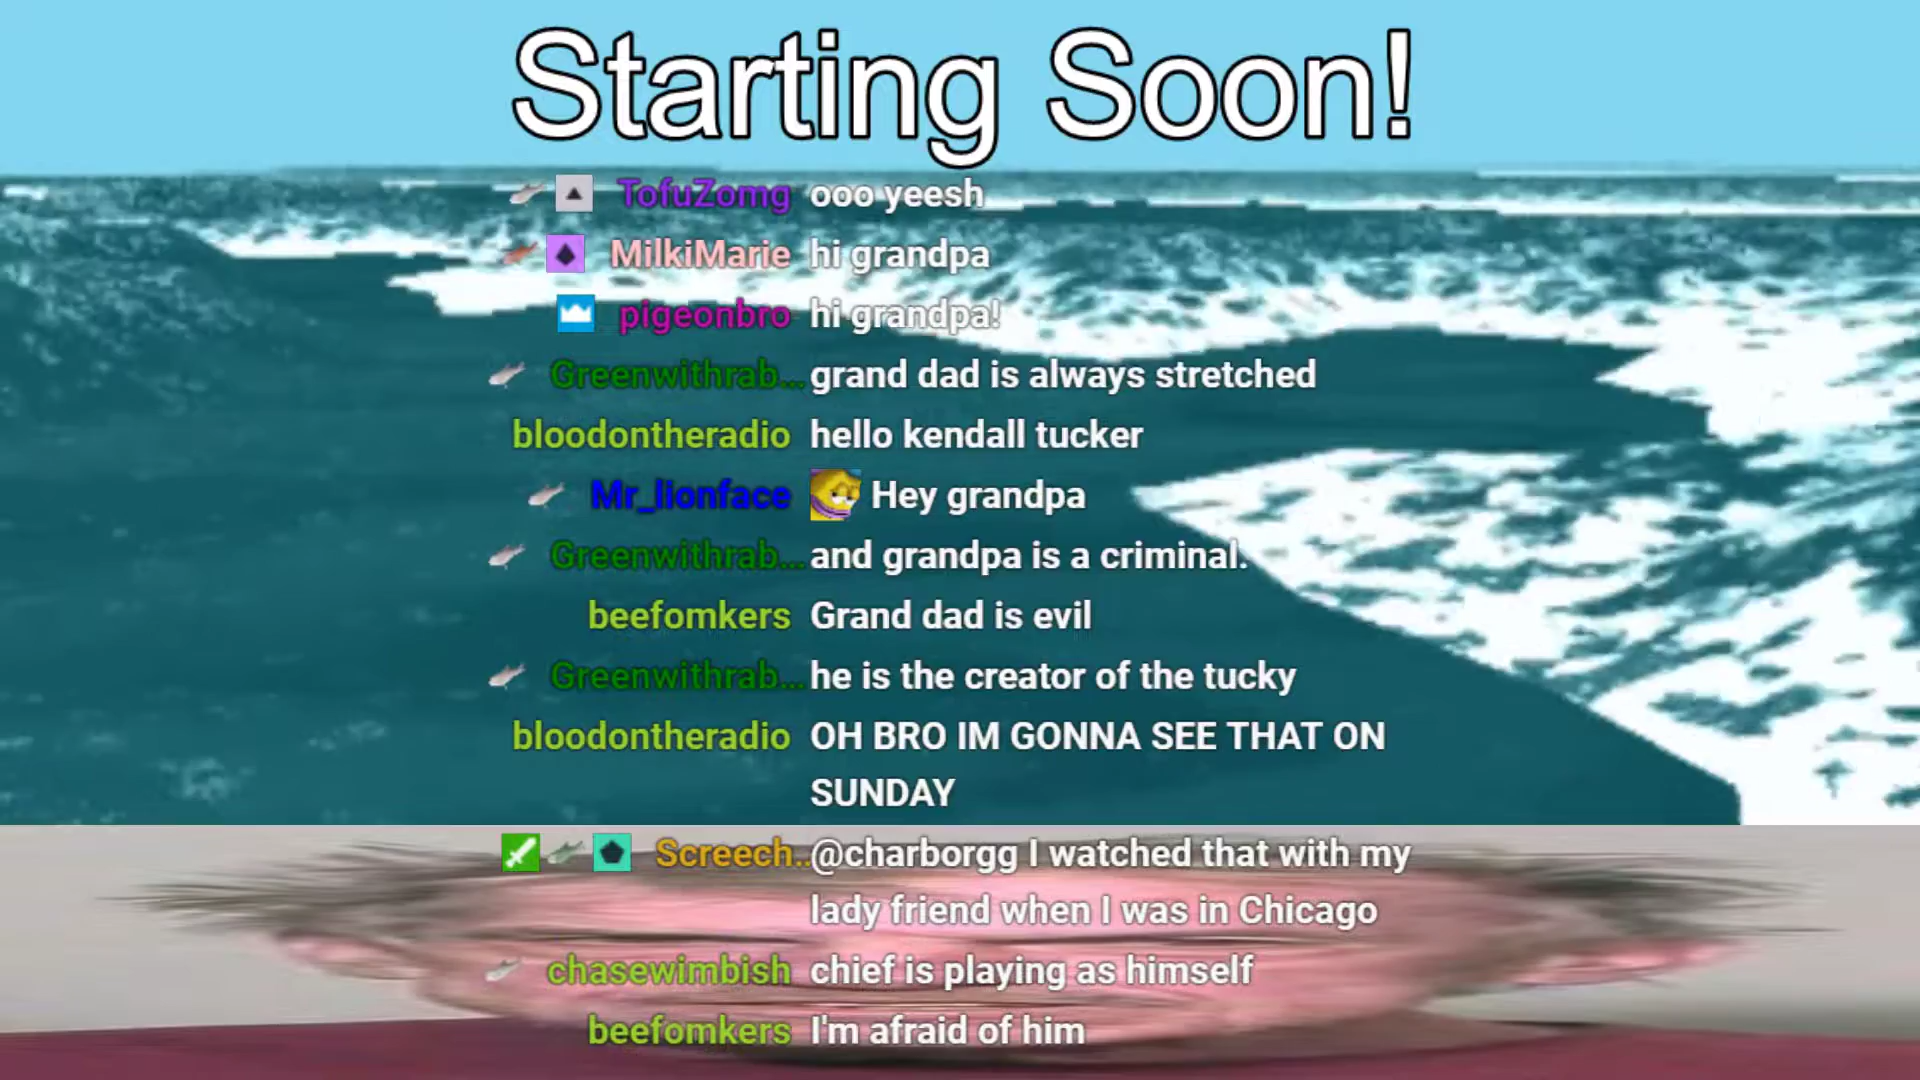 Starting Soon!
TofuZomg ooo yeesh
MilkiMarie hi grandpa
pigeonbro hi grandpa!
Greenwithrab... grand dad is always stretched
bloodontheradio hello kendall tucker
Mr_lionface Hey grandpa
Greenwithrab... and grandpa is a criminal.
beefomkers Grand dad is evil
Greenwithrab... he is the creator of the tucky
bloodontheradio OH BRO IM GONNA SEE THAT ON
SUNDAY
Screech.. @charborgg I watched that with my
lady friend when I was in Chicago
chasewimbish chief is playing as himself
beefomkers I'm afraid of him